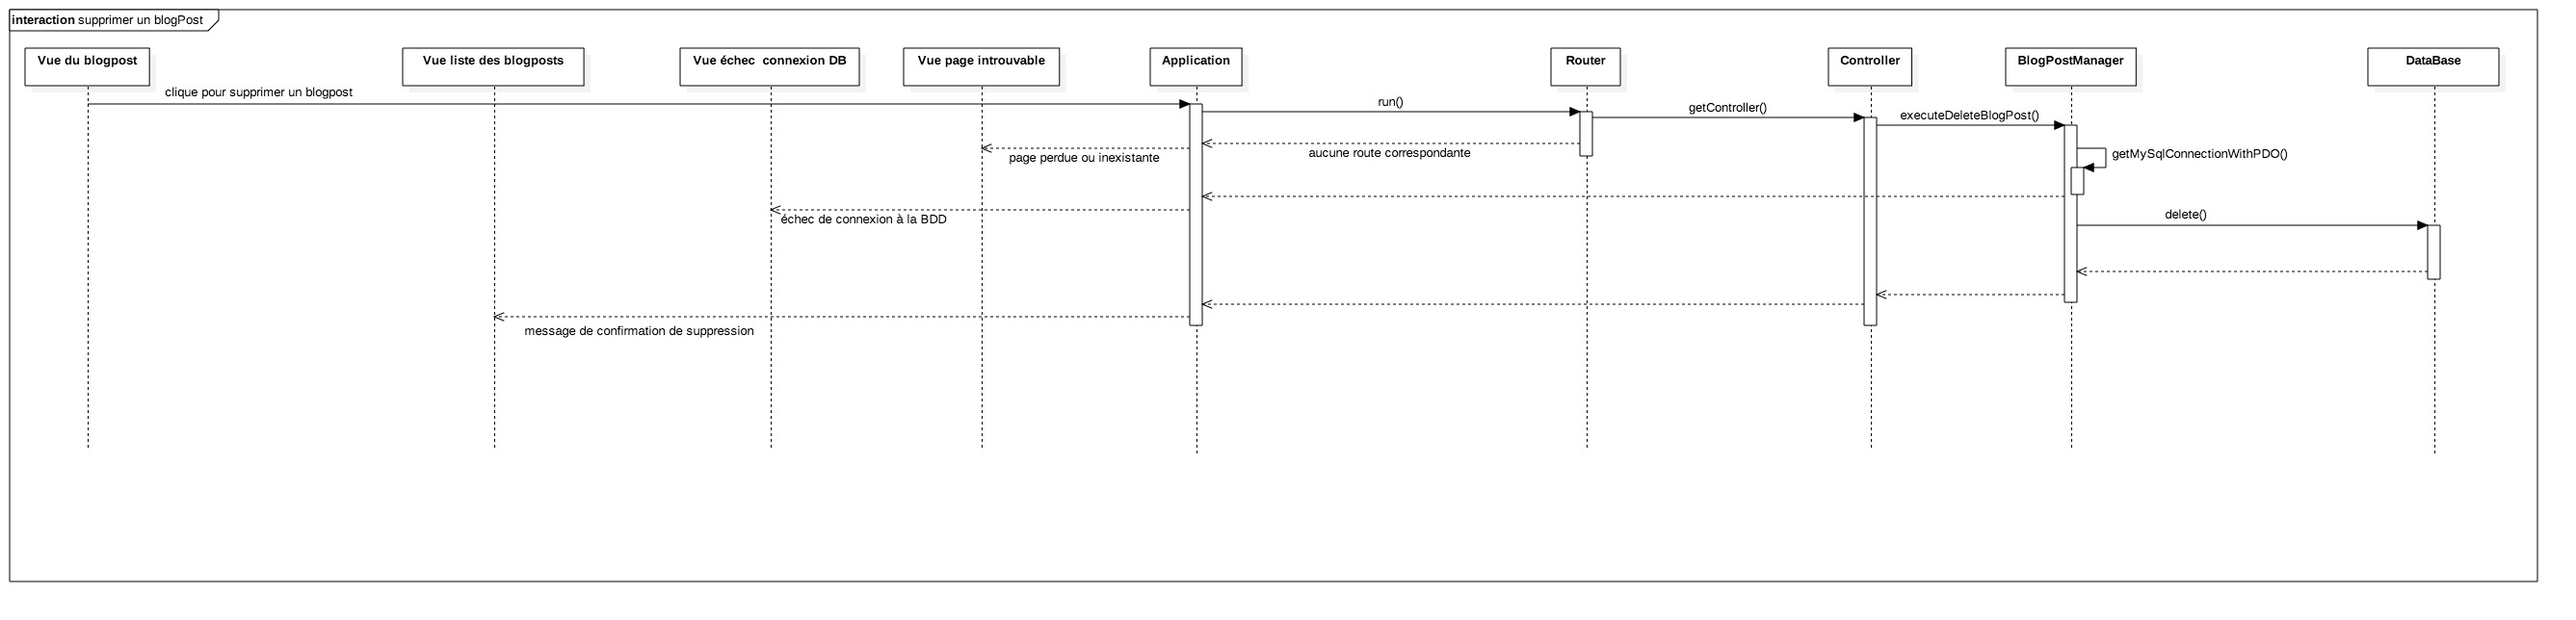 interaction supprimer un blogPost
Vue du blogpost
Vue liste des blogposts
Vue échec  connexion DB
Vue page introuvable
Application
Router
Controller
BlogPostManager
DataBase
clique pour supprimer un blogpost
run()
getController()
executeDeleteBlogPost()
aucune route correspondante
page perdue ou inexistante
getMySqlConnectionWithPDO()
échec de connexion à la BDD
delete()
message de confirmation de suppression